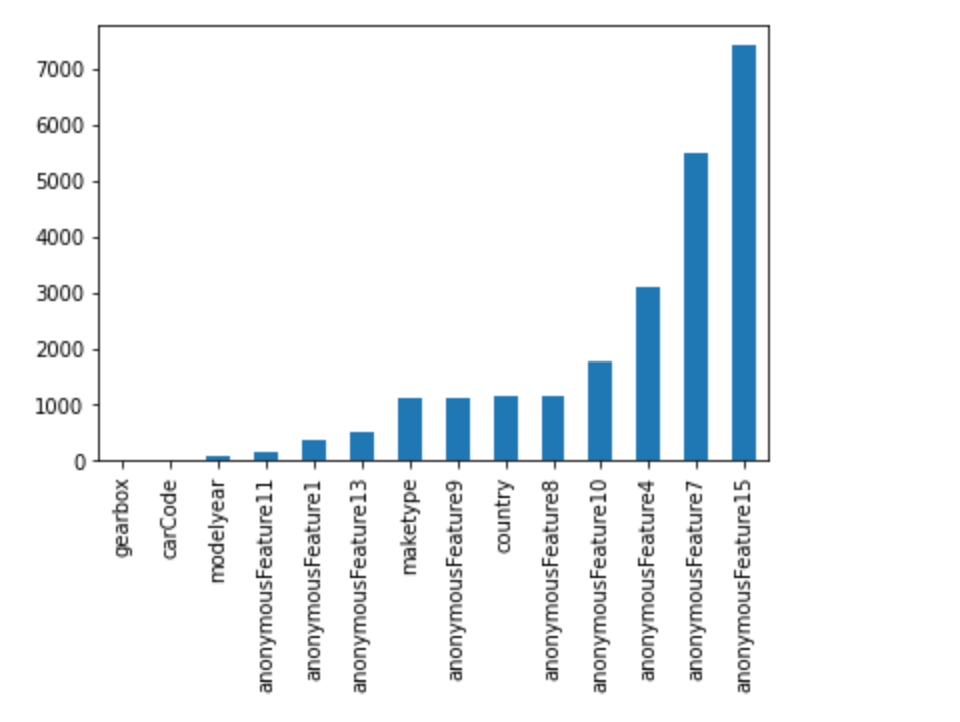 7000
6000
5000
4000
3000
2000
1000
0
gearbox
carCode
modelyear
anonymousFeature11
anonymousFeature1
anonymousFeature13
maketype
anonymousFeature9
country
anonymousFeature8
anonymousFeature10
anonymousFeature4
anonymousFeature7
anonymousFeature15